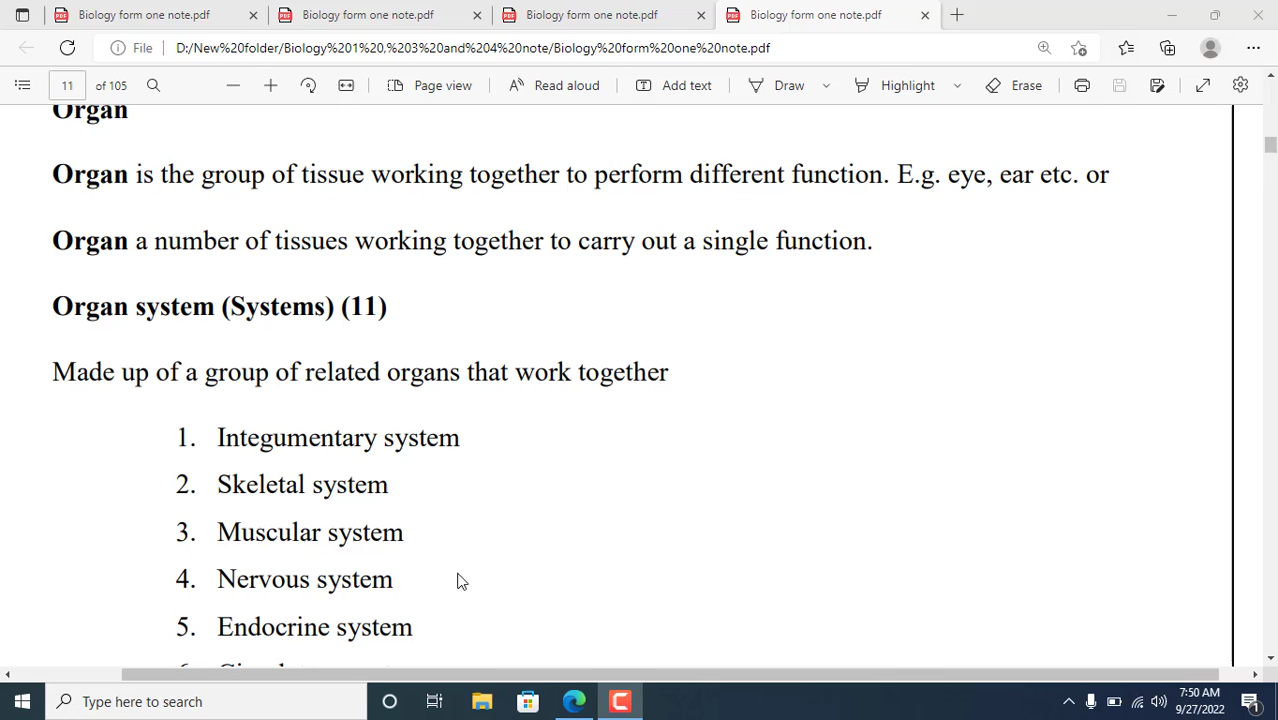 Biology form one note.pdf
Biology form one note.pdf
Biology form one note.pdf
Biology form one note.pdf
File D:/New%20folder/Biology%201%20,%203%20and%204%20note/Biology%20form%20one%20note.pdf
11 of 105 Page view Read aloud Add text Draw Highlight Erase
Organ
Organ is the group of tissue working together to perform different function. E.g. eye, ear etc. or
Organ a number of tissues working together to carry out a single function.
Organ system (Systems) (11)
Made up of a group of related organs that work together
1. Integumentary system
2. Skeletal system
3. Muscular system
4. Nervous system
5. Endocrine system
Type here to search
7:50 AM
9/27/2022